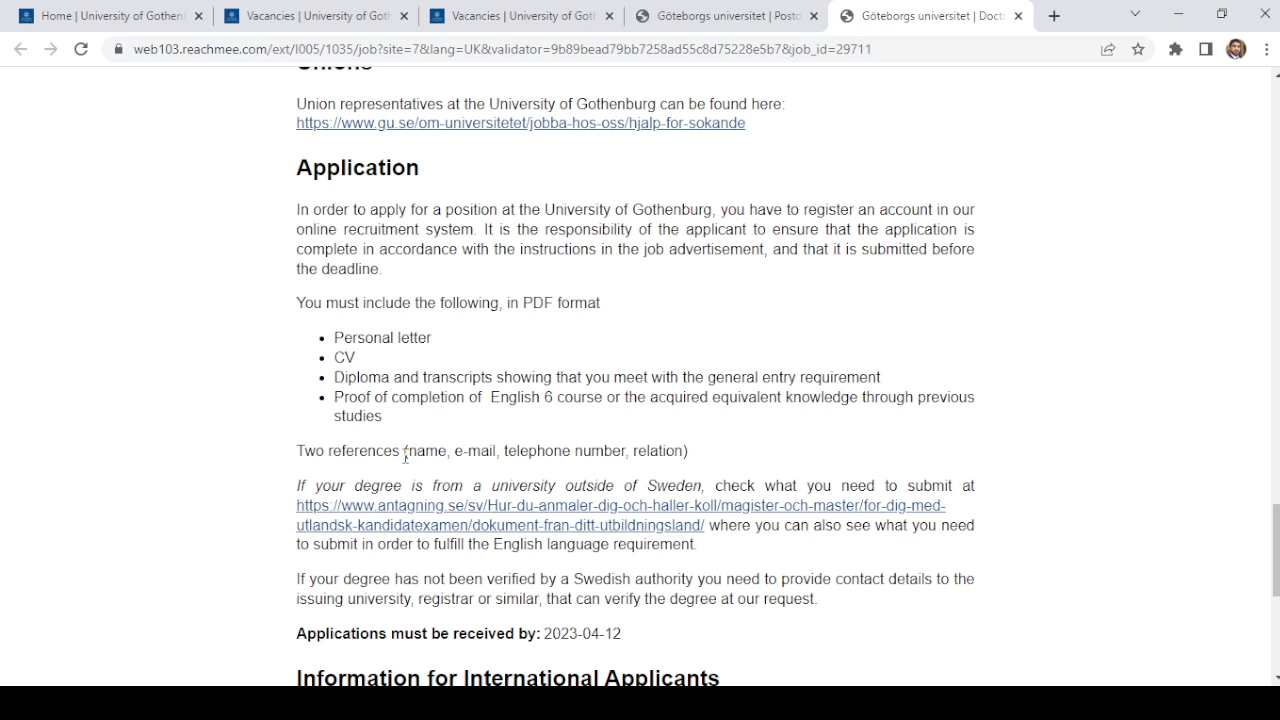 Home | University of Gothen
Vacancies | University of Got
Vacancies | University of Got
Göteborgs universitet | Postd
Göteborgs universitet | Docto
web103.reachmee.com/ext/I005/1035/job?site=7&lang=UK&validator=9b89bead79bb7258ad55c8d75228e5b7&job_id=29711
Unions
Union representatives at the University of Gothenburg can be found here:
https://www.gu.se/om-universitetet/jobba-hos-oss/hjalp-for-sokande
Application
In order to apply for a position at the University of Gothenburg, you have to register an account in our
online recruitment system. It is the responsibility of the applicant to ensure that the application is
complete in accordance with the instructions in the job advertisement, and that it is submitted before
the deadline.
You must include the following, in PDF format
• Personal letter
• CV
• Diploma and transcripts showing that you meet with the general entry requirement
• Proof of completion of English 6 course or the acquired equivalent knowledge through previous
studies
Two references (name, e-mail, telephone number, relation)
If your degree is from a university outside of Sweden, check what you need to submit at
https://www.antagning.se/sv/Hur-du-anmaler-dig-och-haller-koll/magister-och-master/for-dig-med-
utlandsk-kandidatexamen/dokument-fran-ditt-utbildningsland/ where you can also see what you need
to submit in order to fulfill the English language requirement.
If your degree has not been verified by a Swedish authority you need to provide contact details to the
issuing university, registrar or similar, that can verify the degree at our request.
Applications must be received by: 2023-04-12
Information for International Applicants